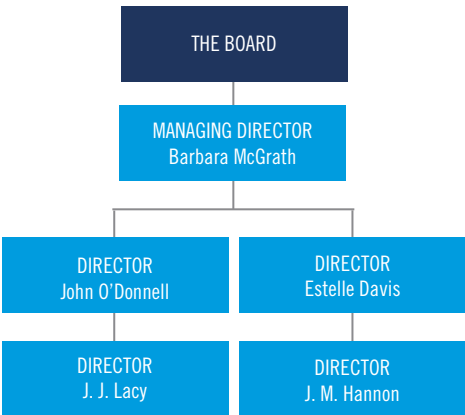 THE BOARD
MANAGING DIRECTOR
Barbara McGrath
DIRECTOR
John O’Donnell
DIRECTOR
Estelle Davis
DIRECTOR
J. J. Lacy
DIRECTOR
J. M. Hannon